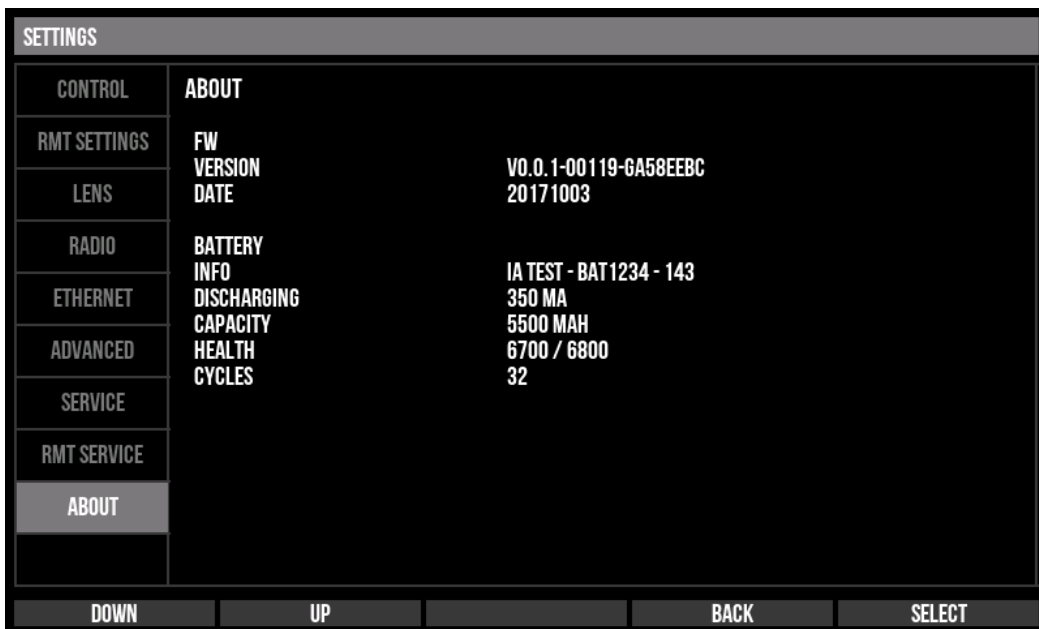 SETTINGS
CONTROL
RMT SETTINGS
LENS
RADIO
ETHERNET
ADVANCED
SERVICE
RMT SERVICE
ABOUT
ABOUT
FW
VERSION V0.0.1-00119-GA58EEBC
DATE 20171003
BATTERY
INFO IA TEST - BAT1234 - 143
DISCHARGING 350 MA
CAPACITY 5500 MAH
HEALTH 6700 / 6800
CYCLES 32
DOWN UP BACK SELECT